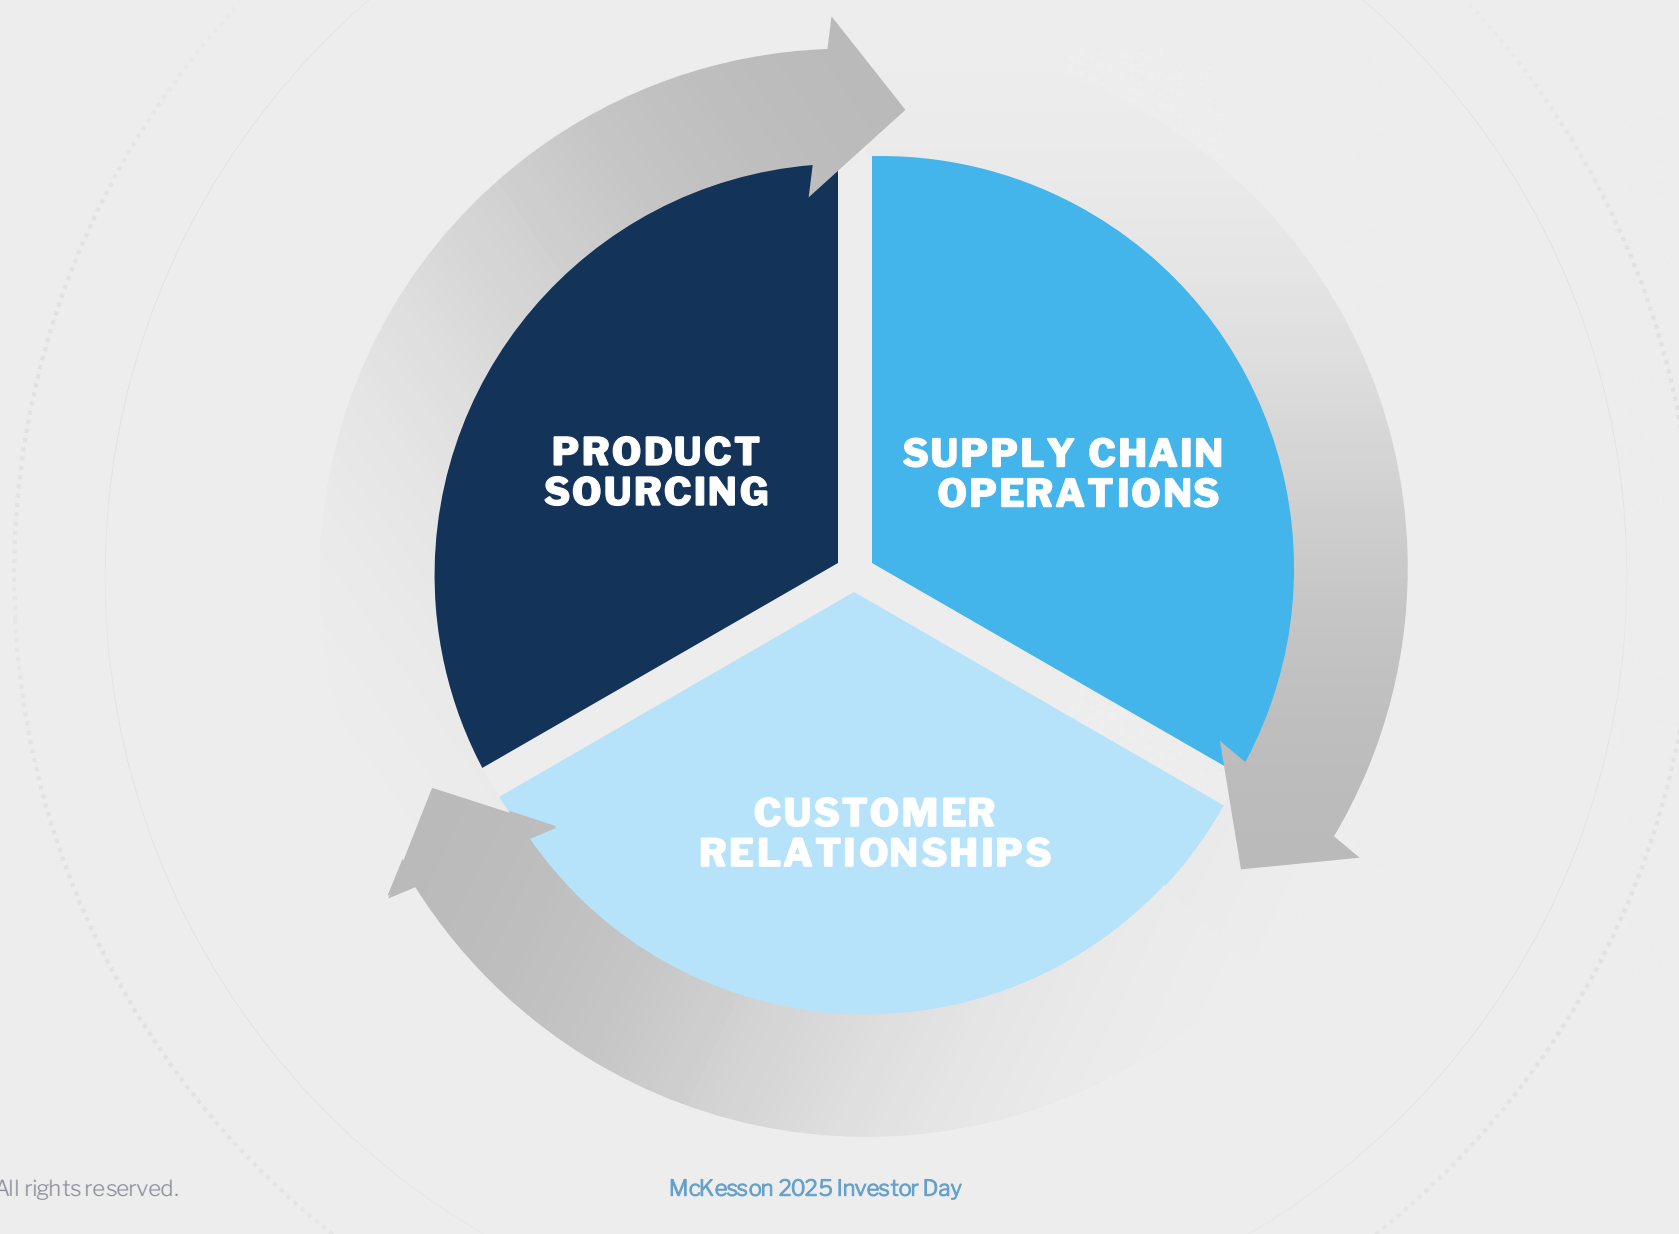 PRODUCT
SOURCING
SUPPLY CHAIN
OPERATIONS
CUSTOMER
RELATIONSHIPS
All rights reserved.
McKesson 2025 Investor Day